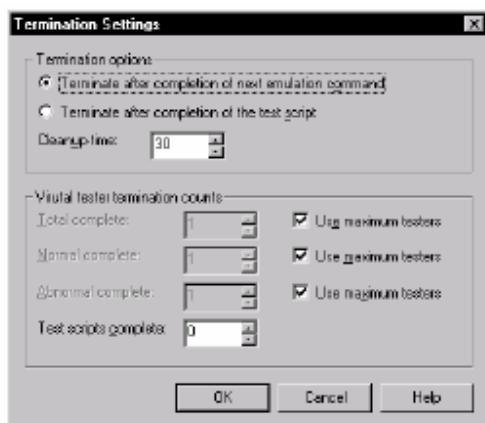 Termination Settings
Termination options
Terminate after completion of next emulation command
Terminate after completion of the test script
Cleanup time: 30
Virutal tester termination counts
Total complete: 1 Use maximum testers
Normal complete: 1 Use maximum testers
Abnormal complete: 1 Use maximum testers
Test scripts complete: 0
OK Cancel Help